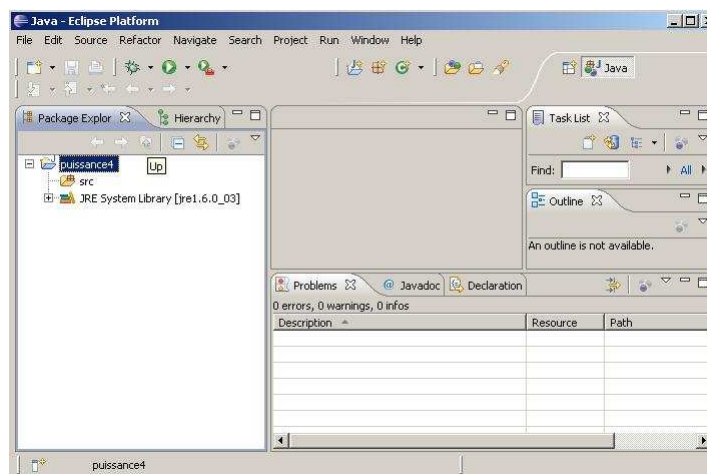 Java - Eclipse Platform
File Edit Source Refactor Navigate Search Project Run Window Help
Java
Package Explor Hierarchy
Task List
puissance4
Up
src
JRE System Library [jre1.6.0_03]
Find: All
Outline
An outline is not available.
Problems @ Javadoc Declaration
0 errors, 0 warnings, 0 infos
Description Resource Path
puissance4